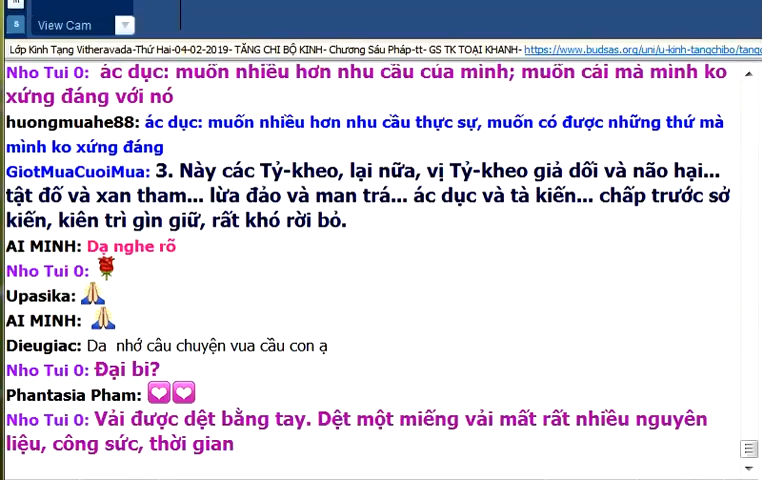 View Cam
Lớp Kinh Tạng Vitheravada-Thứ Hai-04-02-2019- TĂNG CHI BỘ KINH- Chương Sáu Pháp-tt- GS TK TOẠI KHANH- https://www.budsas.org/uni/u-kinh-tangchibo/tangc
Nho Tui 0: ác dục: muốn nhiều hơn nhu cầu của mình; muốn cái mà mình ko
xứng đáng với nó
huongmuahe88: ác dục: muốn nhiều hơn nhu cầu thực sự, muốn có được những thứ mà
mình ko xứng đáng
GiotMuaCuoiMua: 3. Này các Tỷ-kheo, lại nữa, vị Tỷ-kheo giả dối và não hại...
tật đố và xan tham... lừa đảo và man trá... ác dục và tà kiến... chấp trước sở
kiến, kiên trì gìn giữ, rất khó rời bỏ.
AI MINH: Dạ nghe rõ
Nho Tui 0:
Upasika:
AI MINH:
Dieugiac: Da nhớ câu chuyện vua cầu con ạ
Nho Tui 0: Đại bi?
Phantasia Pham:
Nho Tui 0: Vải được dệt bằng tay. Dệt một miếng vải mất rất nhiều nguyên
liệu, công sức, thời gian